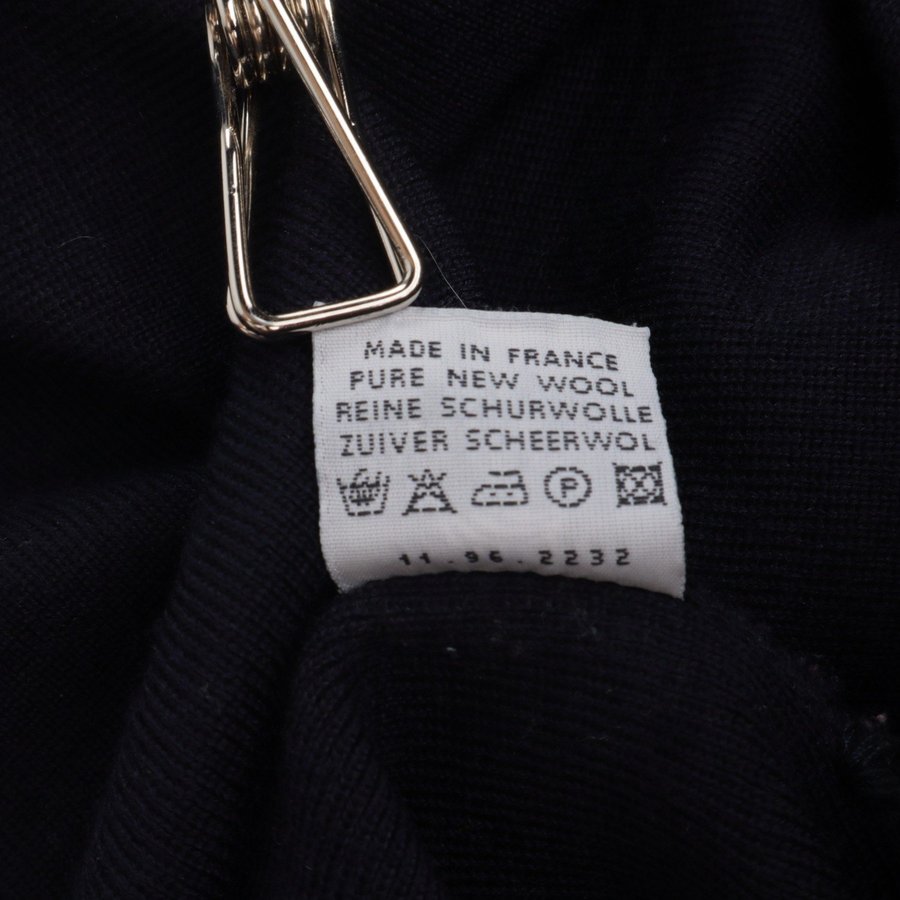 MADE IN FRANCE
PURE NEW WOOL
REINE SCHURWOLLE
ZUIVER SCHEERWOL
P
11.96.2232